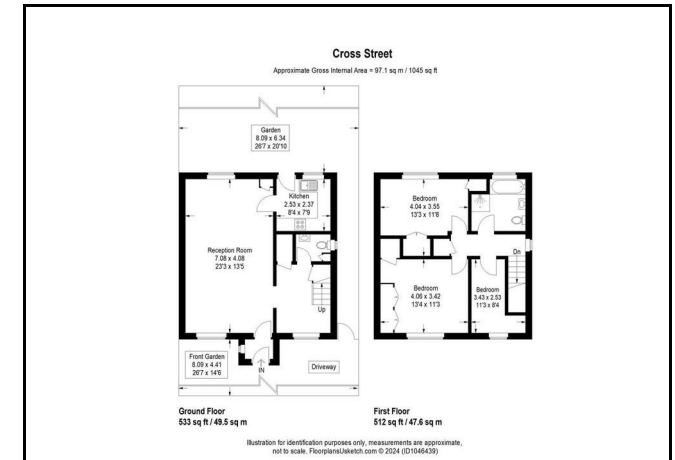 Cross Street
Approximate Gross Internal Area = 97.1 sq m / 1045 sq ft
Garden
8.09 x 6.34
26'7 x 20'10
Kitchen
2.53 x 2.37
8'4 x 7'9
Reception Room
7.08 x 4.08
23'3 x 13'5
Up
Front Garden
8.09 x 4.41
26'7 x 14'6
IN
Driveway
Ground Floor
533 sq ft / 49.5 sq m
Bedroom
4.04 x 3.55
13'3 x 11'8
Dn
Bedroom
4.06 x 3.42
13'4 x 11'3
Bedroom
3.43 x 2.53
11'3 x 8'4
First Floor
512 sq ft / 47.6 sq m
Illustration for identification purposes only, measurements are approximate,
not to scale. FloorplansUsketch.com © 2024 (ID1046439)